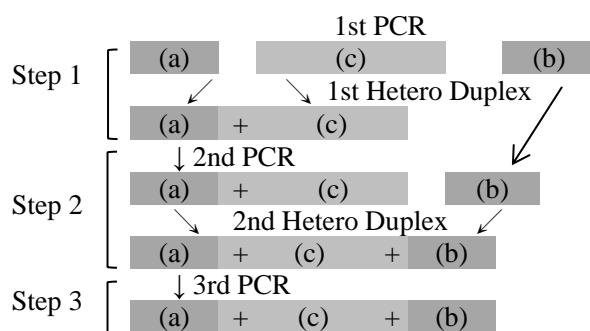 1st PCR
Step 1
(a) (c) (b)
1st Hetero Duplex
(a) + (c)
↓ 2nd PCR
Step 2
(a) + (c) (b)
2nd Hetero Duplex
(a) + (c) + (b)
↓ 3rd PCR
Step 3
(a) + (c) + (b)